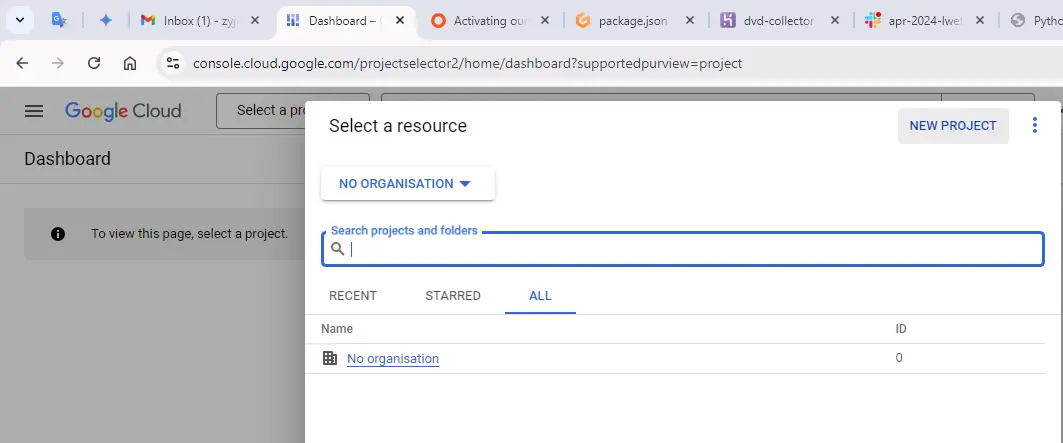 Inbox (1) - zyj
Dashboard –
Activating our
package.json
dvd-collector
apr-2024-lwe
Pytho
console.cloud.google.com/projectselector2/home/dashboard?supportedpurview=project
Google Cloud
Select a pro
Dashboard
To view this page, select a project.
Select a resource
NEW PROJECT
NO ORGANISATION
Search projects and folders
RECENT
STARRED
ALL
Name
ID
No organisation
0